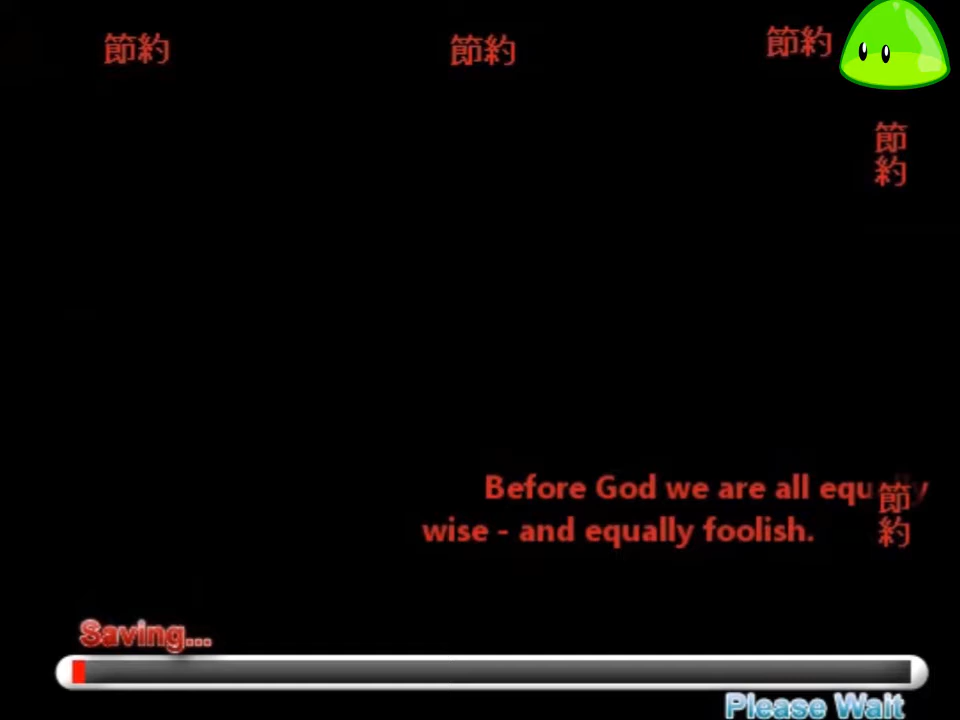 節約
節約
節約
節約
Before God we are all equally
節約
wise - and equally foolish.
Saving...
Please Wait